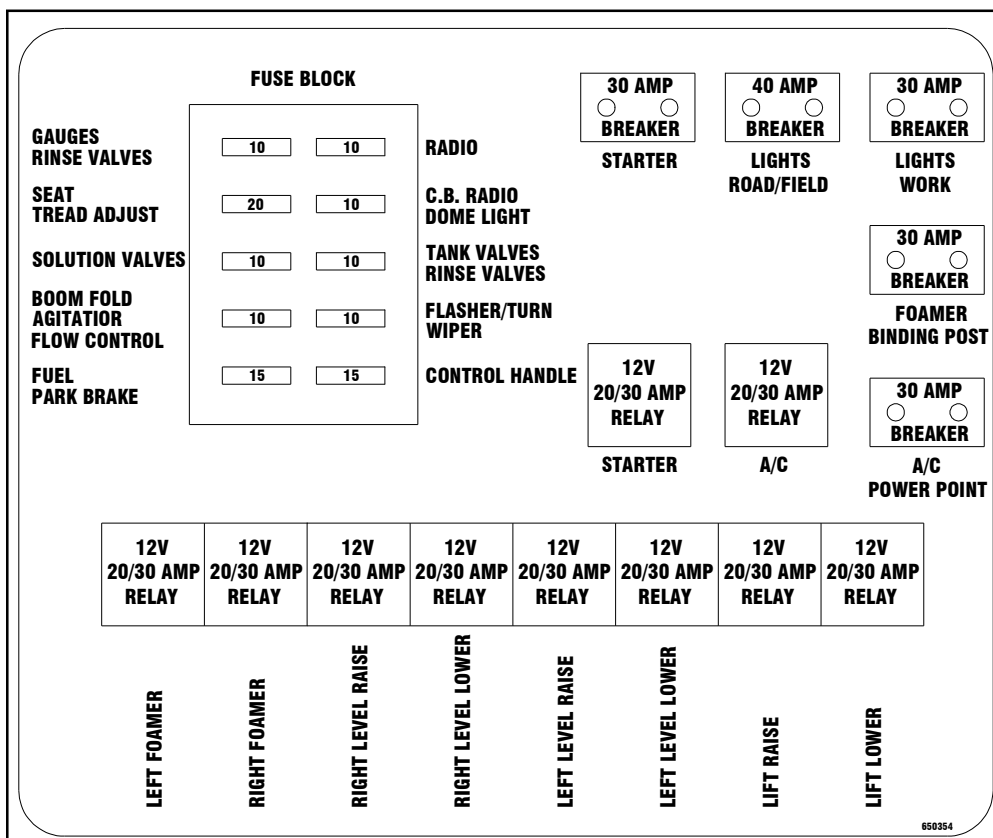 FUSE BLOCK
GAUGES
RINSE VALVES
10
10
RADIO
SEAT
TREAD ADJUST
20
10
C.B. RADIO
DOME LIGHT
SOLUTION VALVES
10
10
TANK VALVES
RINSE VALVES
BOOM FOLD
AGITATIOR
FLOW CONTROL
10
10
FLASHER/TURN
WIPER
FUEL
PARK BRAKE
15
15
CONTROL HANDLE
30 AMP
BREAKER
STARTER
40 AMP
BREAKER
LIGHTS
ROAD/FIELD
30 AMP
BREAKER
LIGHTS
WORK
30 AMP
BREAKER
FOAMER
BINDING POST
12V
20/30 AMP
RELAY
STARTER
12V
20/30 AMP
RELAY
A/C
30 AMP
BREAKER
A/C
POWER POINT
12V
20/30 AMP
RELAY
LEFT FOAMER
12V
20/30 AMP
RELAY
RIGHT FOAMER
12V
20/30 AMP
RELAY
RIGHT LEVEL RAISE
12V
20/30 AMP
RELAY
RIGHT LEVEL LOWER
12V
20/30 AMP
RELAY
LEFT LEVEL RAISE
12V
20/30 AMP
RELAY
LEFT LEVEL LOWER
12V
20/30 AMP
RELAY
LIFT RAISE
12V
20/30 AMP
RELAY
LIFT LOWER
650354